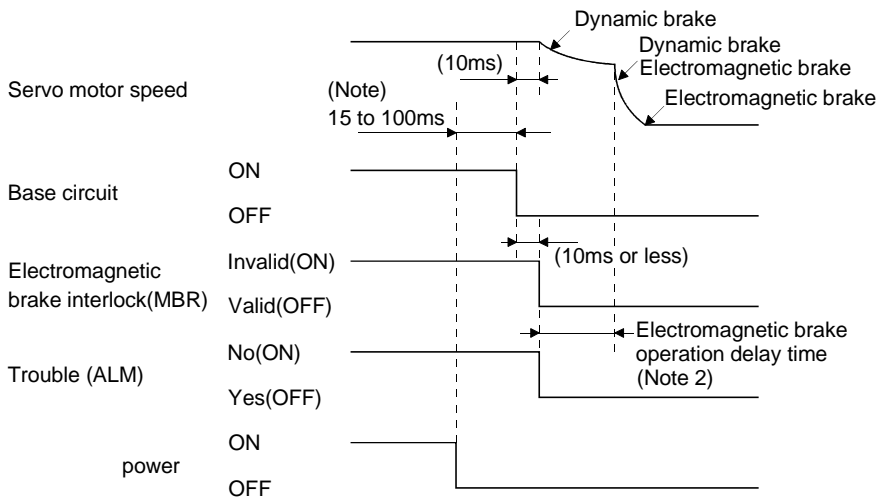 Dynamic brake
Dynamic brake
Electromagnetic brake
Electromagnetic brake
(10ms)
Servo motor speed
(Note)
15 to 100ms
Base circuit
ON
OFF
(10ms or less)
Electromagnetic
brake interlock(MBR)
Invalid(ON)
Valid(OFF)
Electromagnetic brake
operation delay time
(Note 2)
Trouble (ALM)
No(ON)
Yes(OFF)
power
ON
OFF